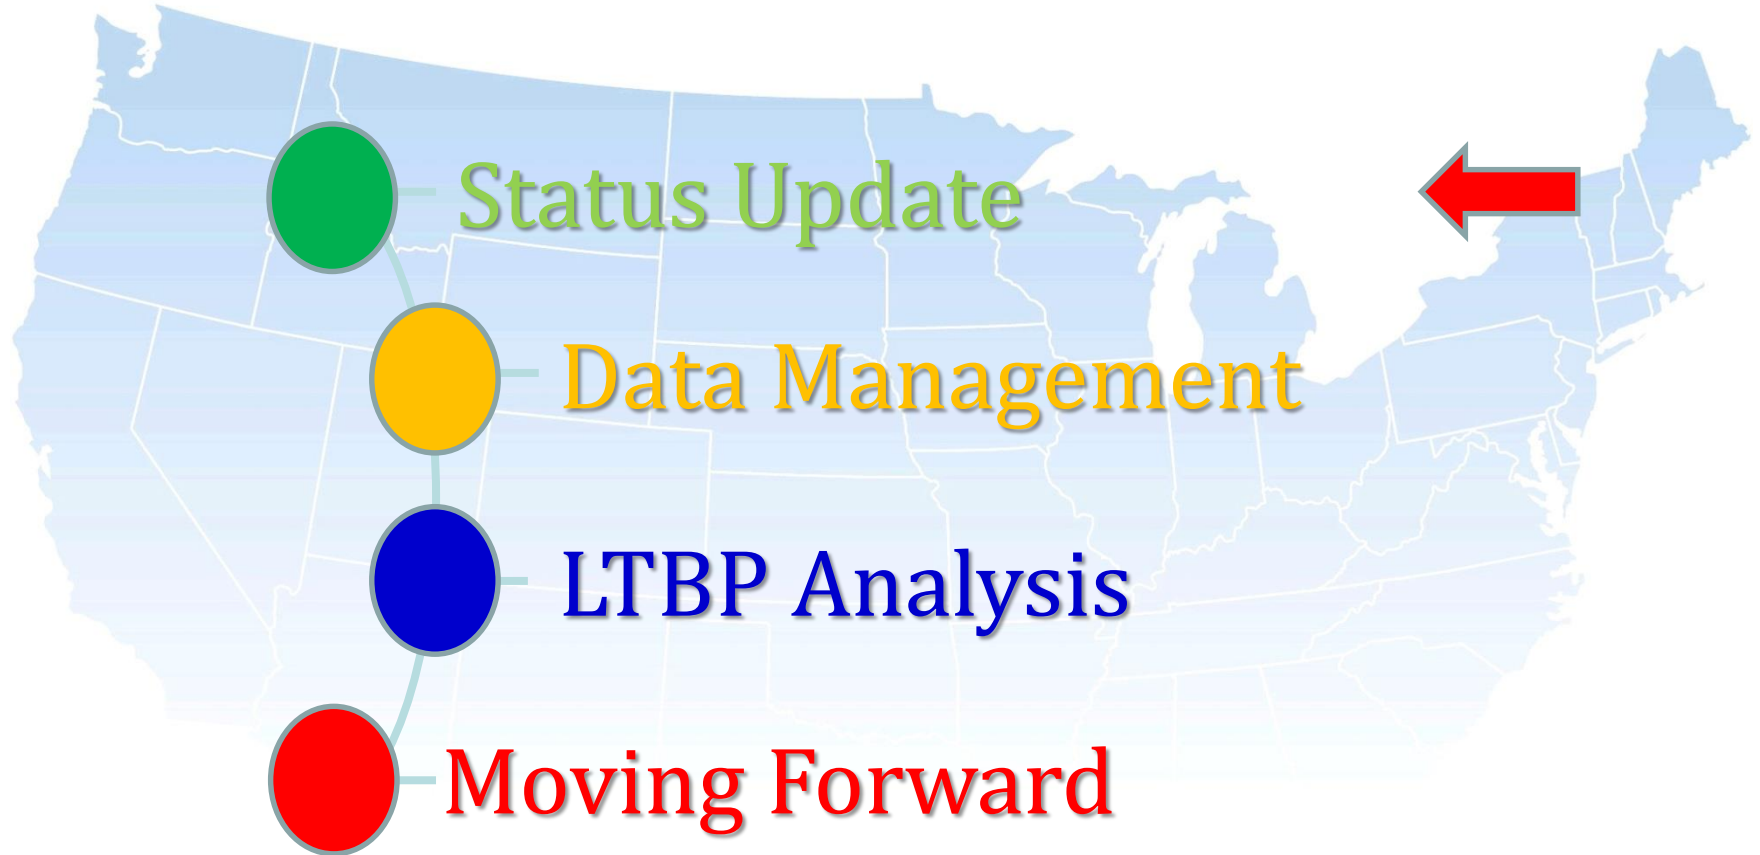 Status Update
Data Management
LTBP Analysis
Moving Forward